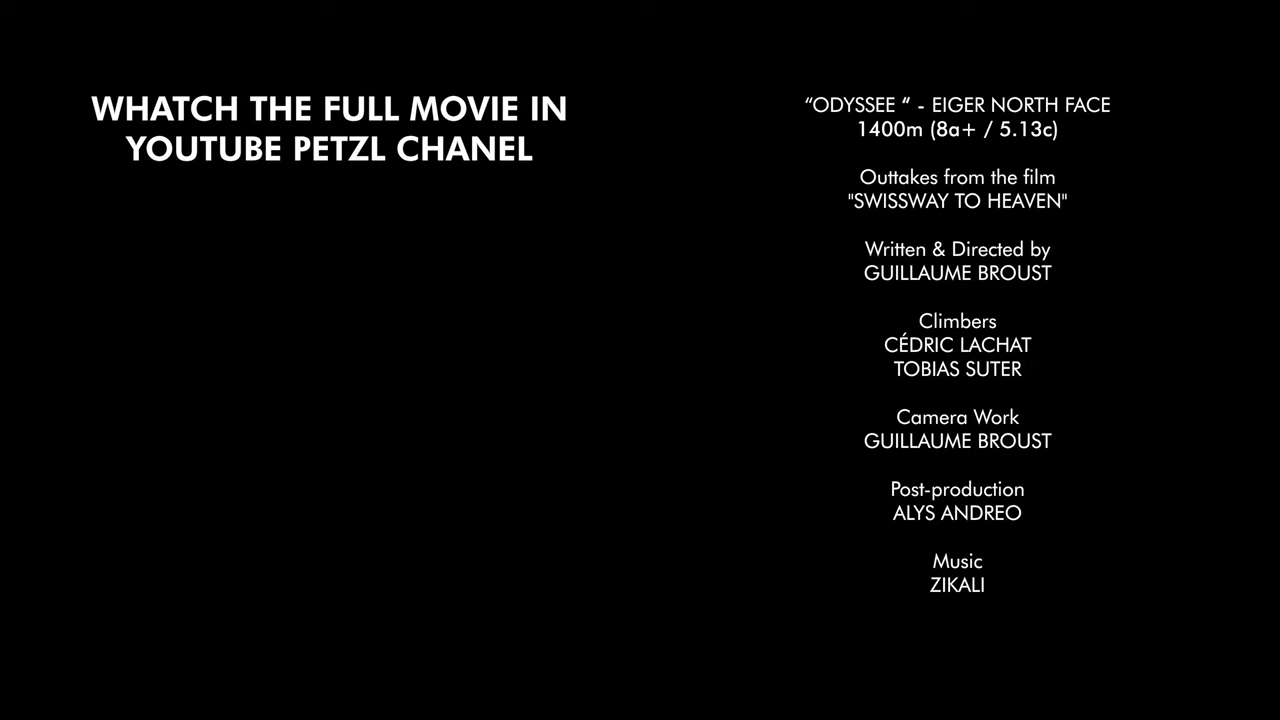 WHATCH THE FULL MOVIE IN
YOUTUBE PETZL CHANEL
“ODYSSEE “ - EIGER NORTH FACE
1400m (8a+ / 5.13c)
Outtakes from the film
"SWISSWAY TO HEAVEN"
Written & Directed by
GUILLAUME BROUST
Climbers
CÉDRIC LACHAT
TOBIAS SUTER
Camera Work
GUILLAUME BROUST
Post-production
ALYS ANDREO
Music
ZIKALI